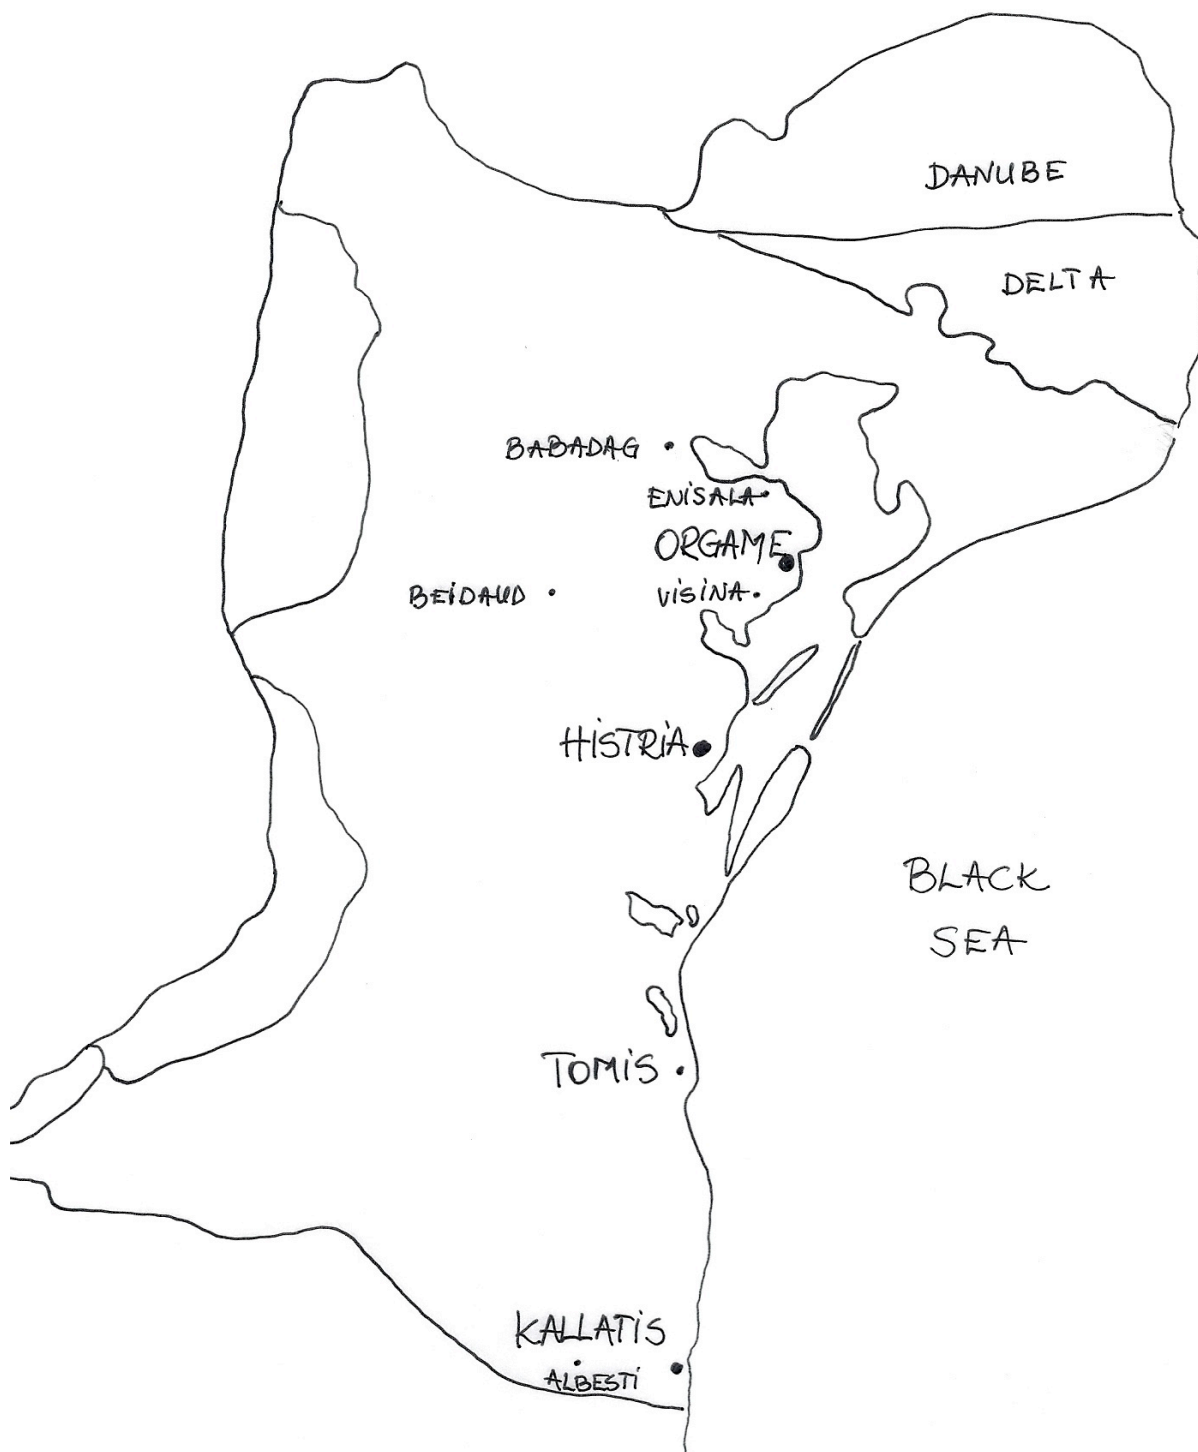 DANUBE
DELTA
BABADAG
ENiSALA
ORGAME
BEiDAUD
ViSiNA
HiSTRiA
BLACK
SEA
TOMiS
KALLATiS
ALBESTi